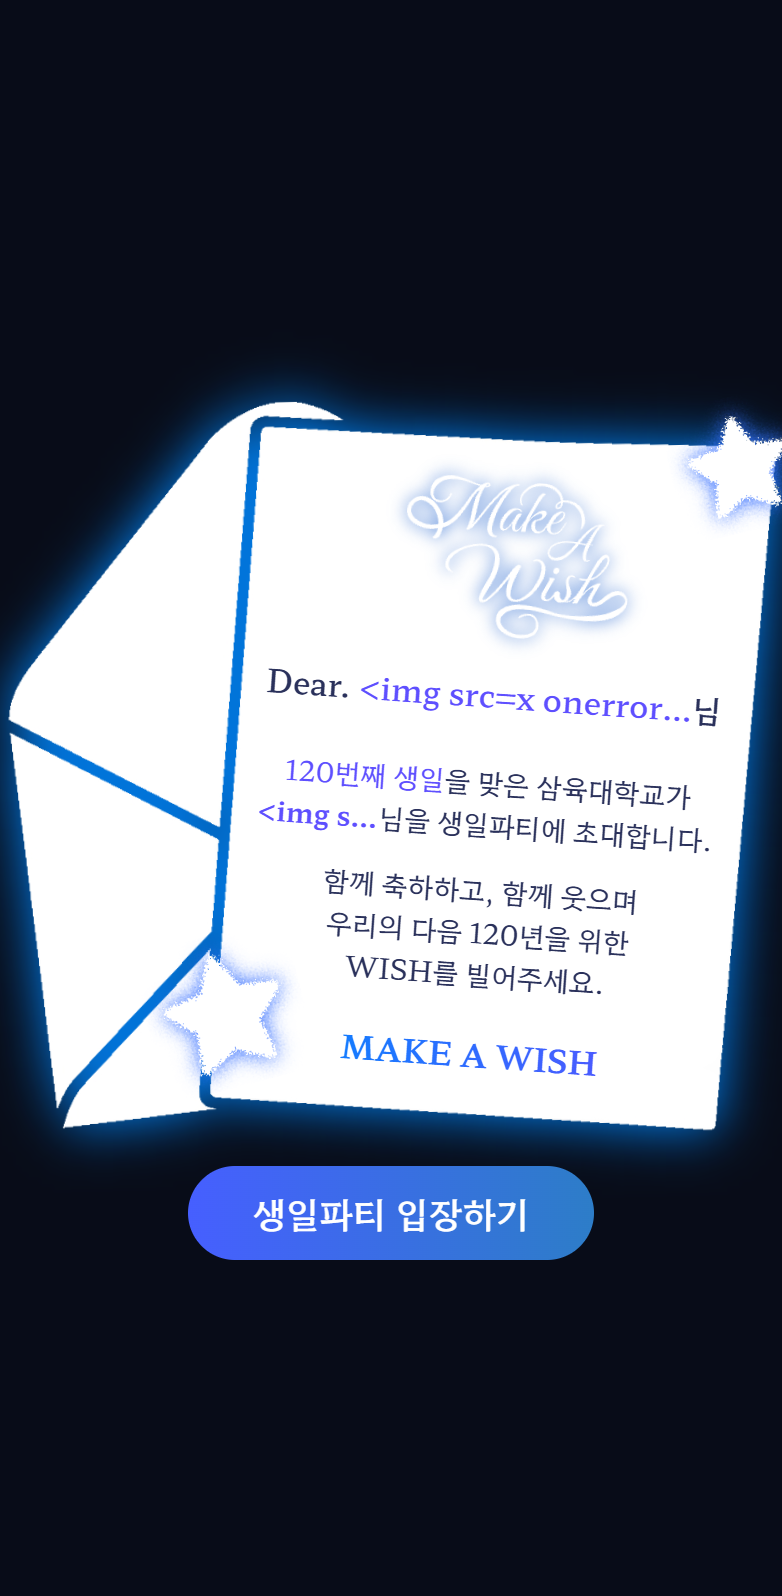 Make
A
Wish
Dear. <img src=x onerror...님
120번째 생일을 맞은 삼육대학교가
<img s...님을 생일파티에 초대합니다.
함께 축하하고, 함께 웃으며
우리의 다음 120년을 위한
WISH를 빌어주세요.
MAKE A WISH
생일파티 입장하기